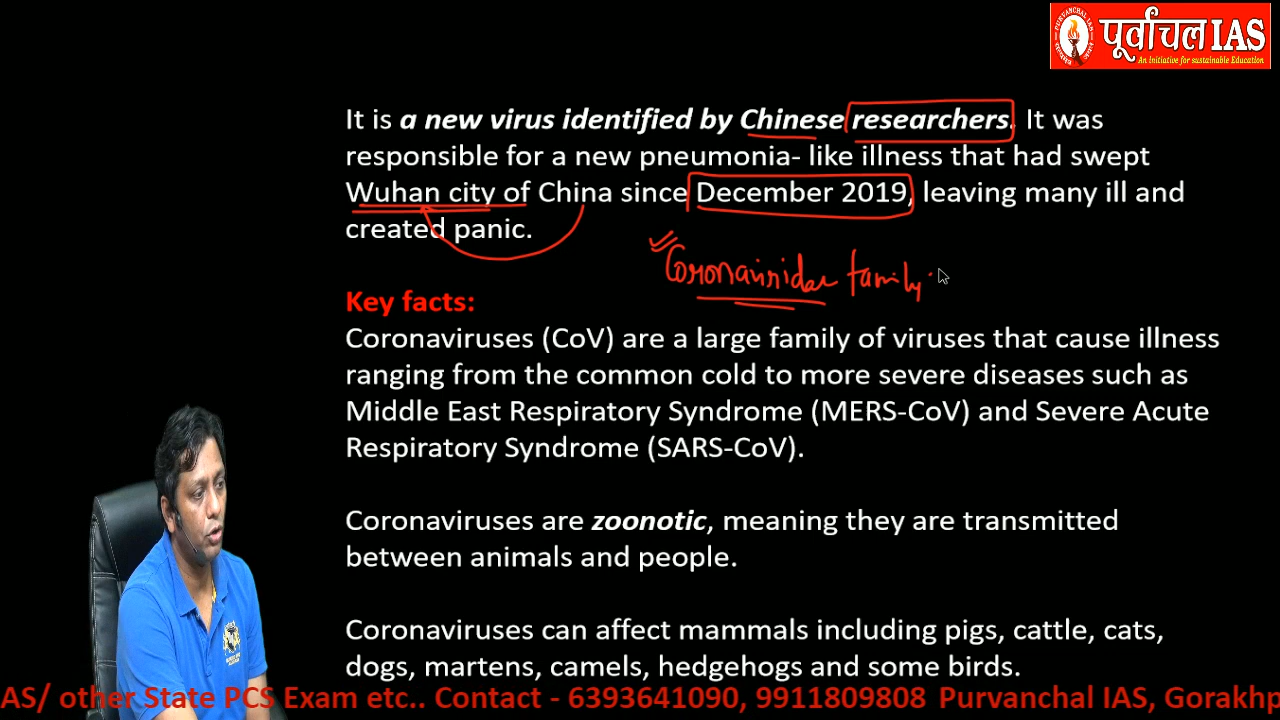 पूर्वांचल IAS
An Initiative for sustainable Education
It is a new virus identified by Chinese researchers. It was
responsible for a new pneumonia- like illness that had swept
Wuhan city of China since December 2019, leaving many ill and
created panic.
Coronaviridae family
Key facts:
Coronaviruses (CoV) are a large family of viruses that cause illness
ranging from the common cold to more severe diseases such as
Middle East Respiratory Syndrome (MERS-CoV) and Severe Acute
Respiratory Syndrome (SARS-CoV).
Coronaviruses are zoonotic, meaning they are transmitted
between animals and people.
Coronaviruses can affect mammals including pigs, cattle, cats,
dogs, martens, camels, hedgehogs and some birds.
AS/ other State PCS Exam etc.. Contact - 6393641090, 9911809808 Purvanchal IAS, Gorakhp